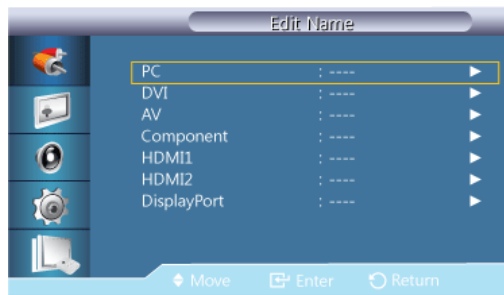 Edit Name
PC : ---- ►
DVI : ---- ►
AV : ---- ►
Component : ---- ►
HDMI1 : ---- ►
HDMI2 : ---- ►
DisplayPort : ---- ►
Move Enter Return